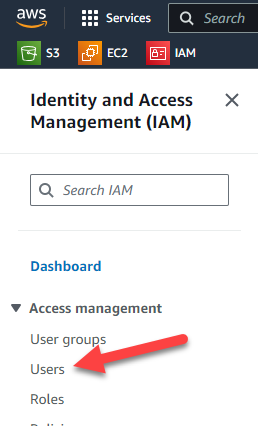 aws
Services
Search
S3
EC2
IAM
Identity and Access
Management (IAM)
Search IAM
Dashboard
Access management
User groups
Users
Roles